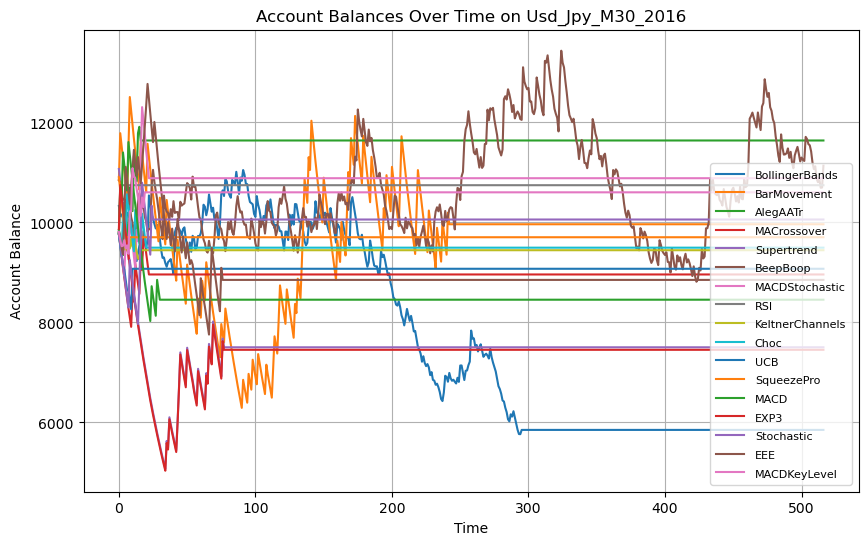 Account Balances Over Time on Usd_Jpy_M30_2016
Account Balance
12000
10000
8000
6000
0
100
200
300
400
500
Time
BollingerBands
BarMovement
AlegAATr
MACrossover
Supertrend
BeepBoop
MACDStochastic
RSI
KeltnerChannels
Choc
UCB
SqueezePro
MACD
EXP3
Stochastic
EEE
MACDKeyLevel